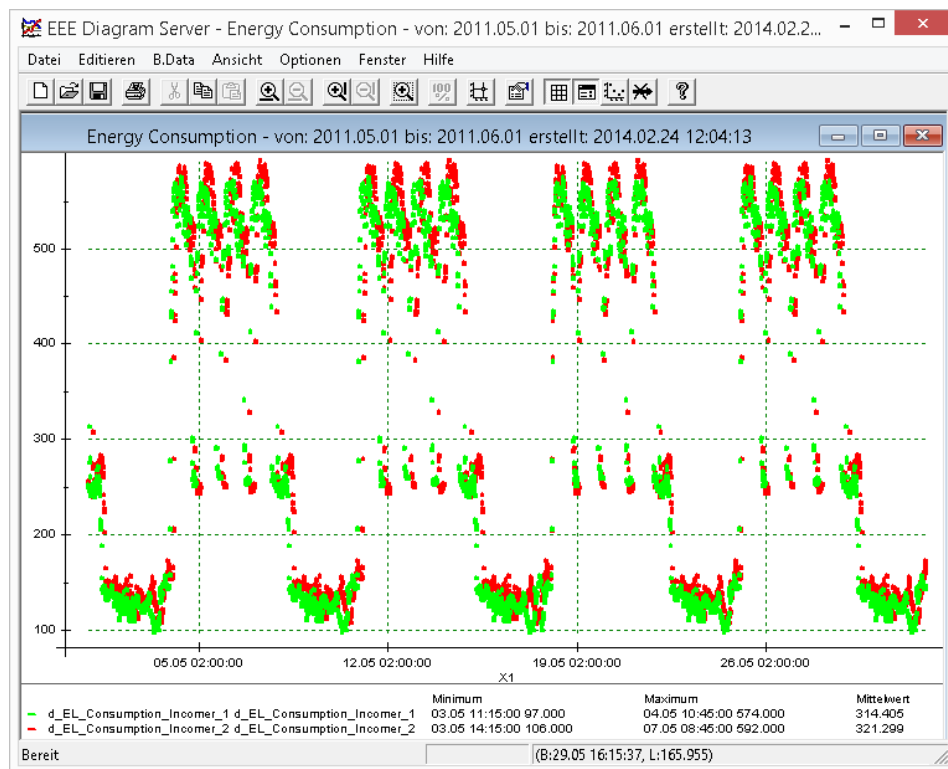 EEE Diagram Server - Energy Consumption - von: 2011.05.01 bis: 2011.06.01 erstellt: 2014.02.2...
Datei Editieren B.Data Ansicht Optionen Fenster Hilfe
100 %
Energy Consumption - von: 2011.05.01 bis: 2011.06.01 erstellt: 2014.02.24 12:04:13
500
400
300
200
100
05.05 02:00:00 12.05 02:00:00 19.05 02:00:00 26.05 02:00:00
X1
Minimum Maximum Mittelwert
d_EL_Consumption_Incomer_1 d_EL_Consumption_Incomer_1 03.05 11:15:00 97.000 04.05 10:45:00 574.000 314.405
d_EL_Consumption_Incomer_2 d_EL_Consumption_Incomer_2 03.05 14:15:00 106.000 07.05 08:45:00 592.000 321.299
Bereit (B:29.05 16:15:37, L:165.955)